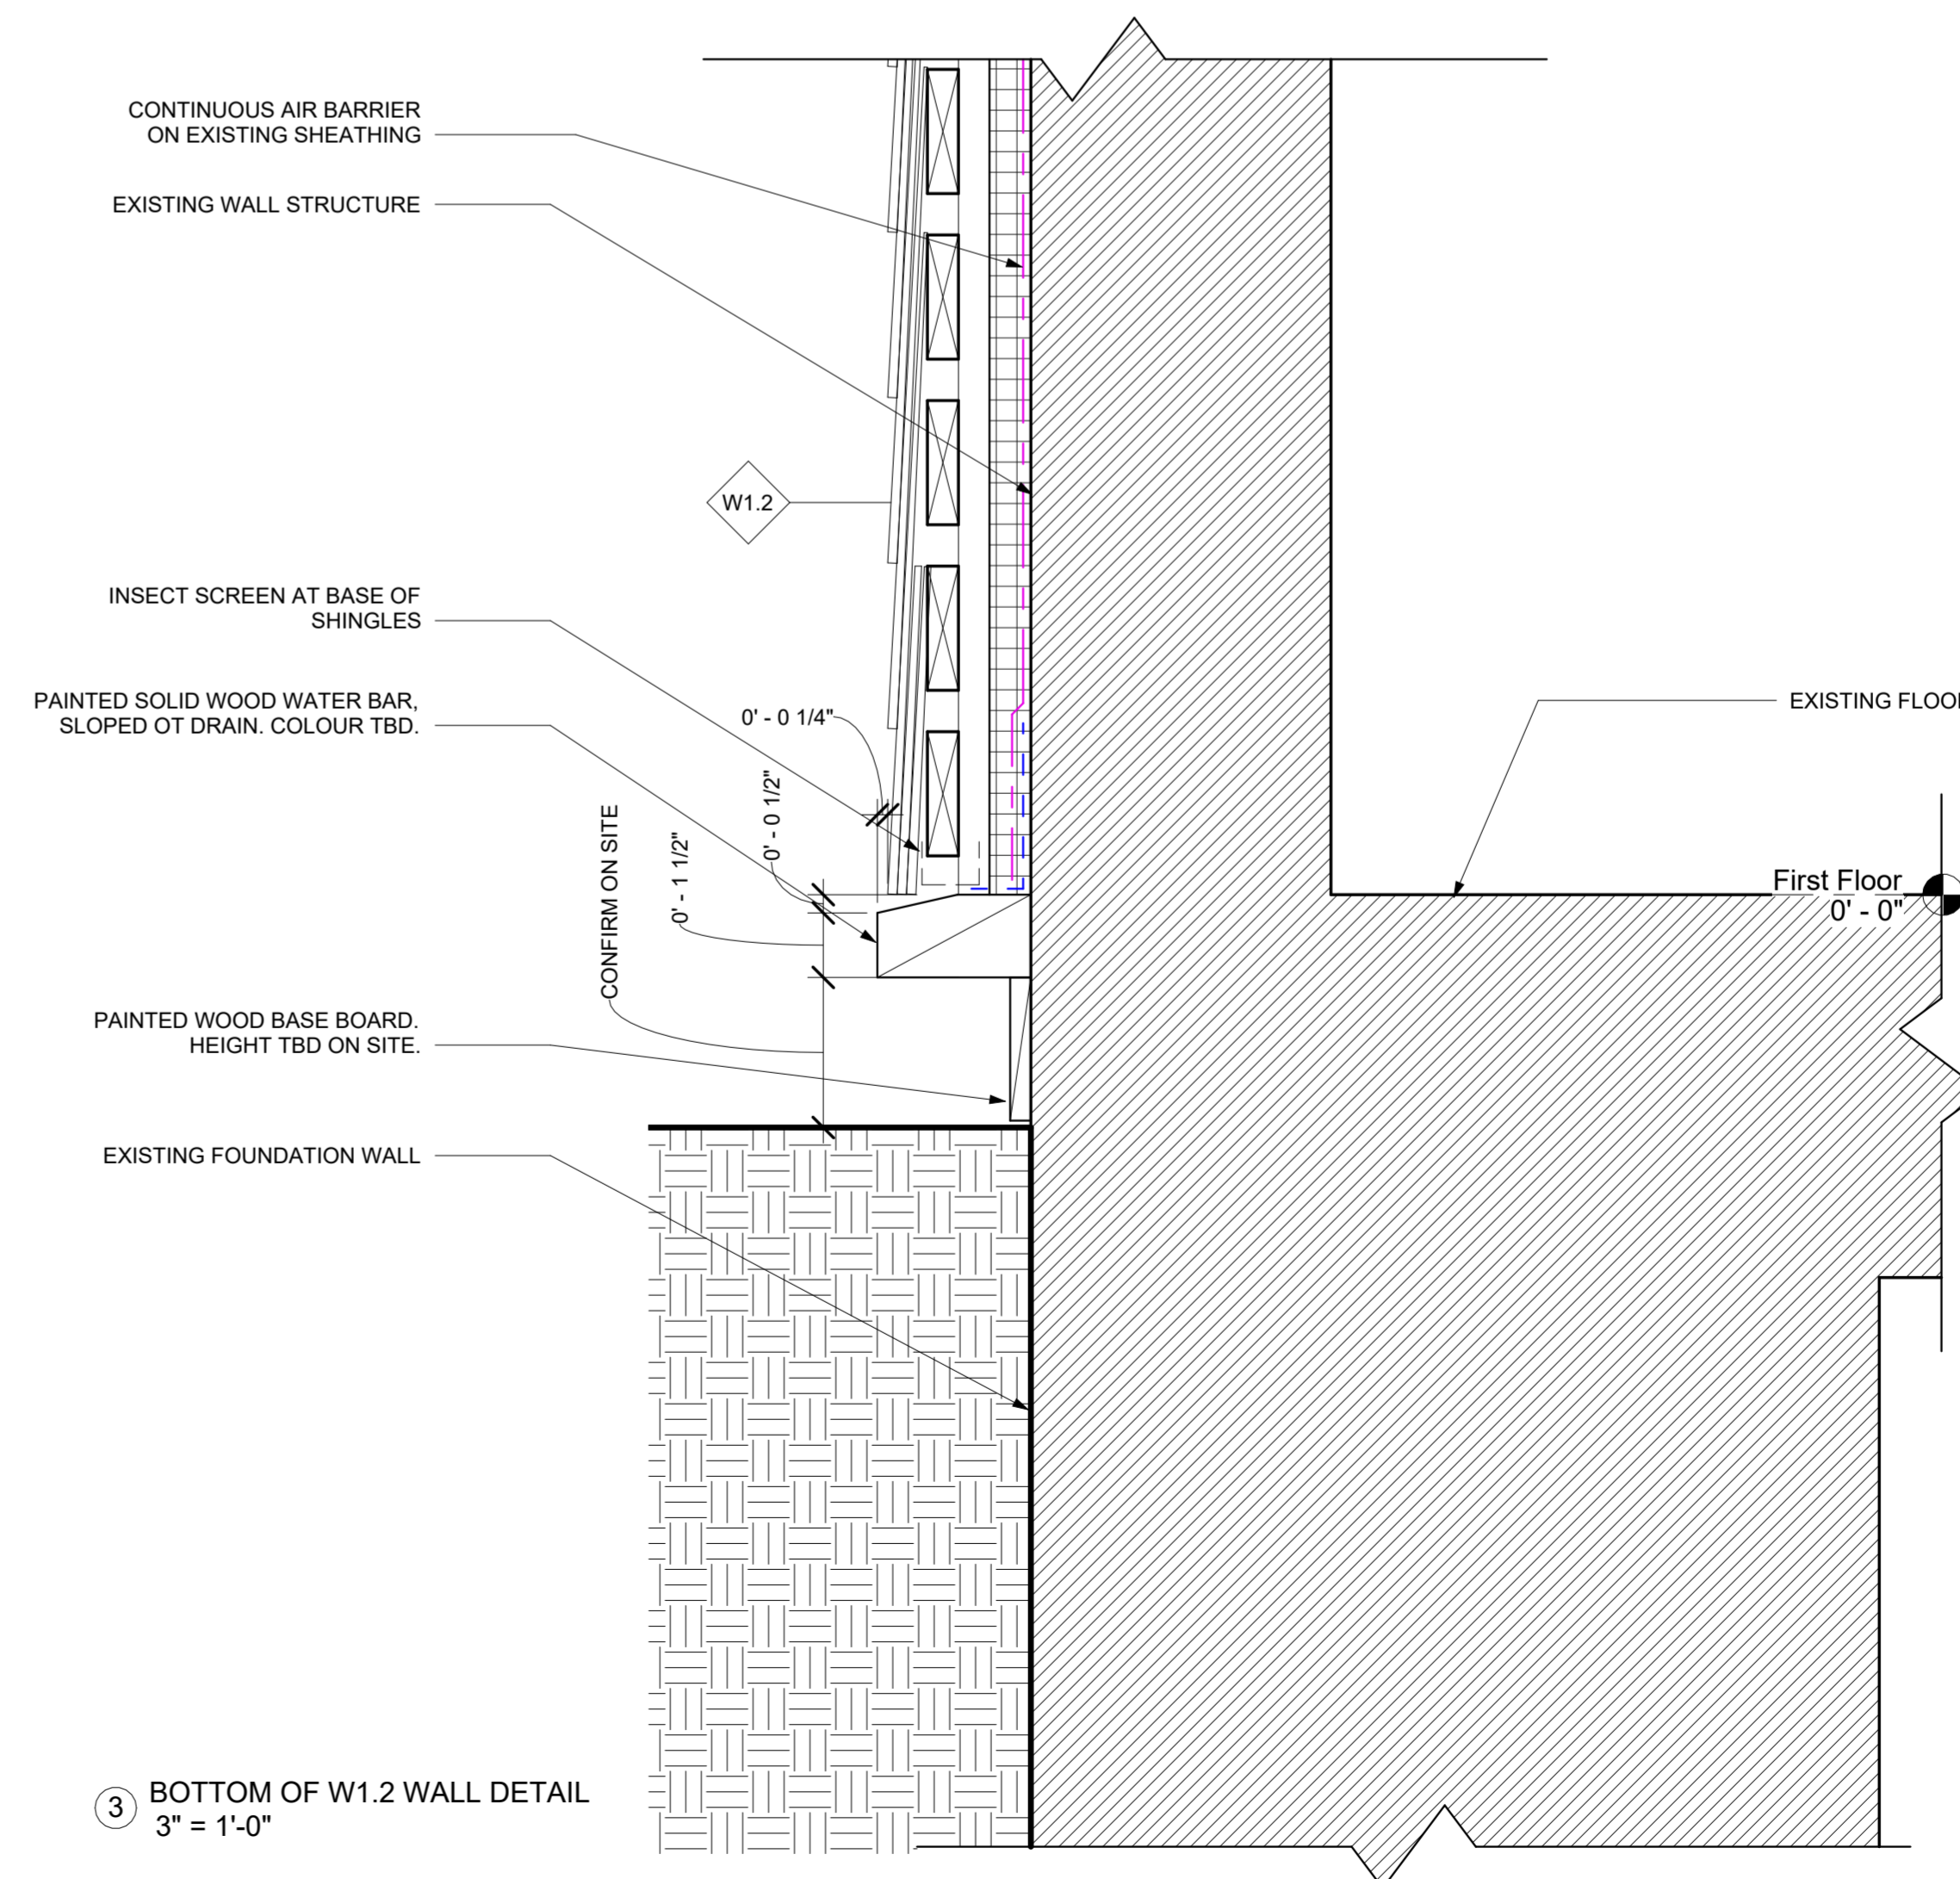 CONTINUOUS AIR BARRIER
ON EXISTING SHEATHING
EXISTING WALL STRUCTURE
W1.2
INSECT SCREEN AT BASE OF
SHINGLES
PAINTED SOLID WOOD WATER BAR,
SLOPED OT DRAIN. COLOUR TBD.
0' - 0 1/4"
0' - 0 1/2"
0' - 1 1/2"
CONFIRM ON SITE
EXISTING FLOOR
First Floor
0' - 0"
PAINTED WOOD BASE BOARD.
HEIGHT TBD ON SITE.
EXISTING FOUNDATION WALL
3
BOTTOM OF W1.2 WALL DETAIL
3" = 1'-0"